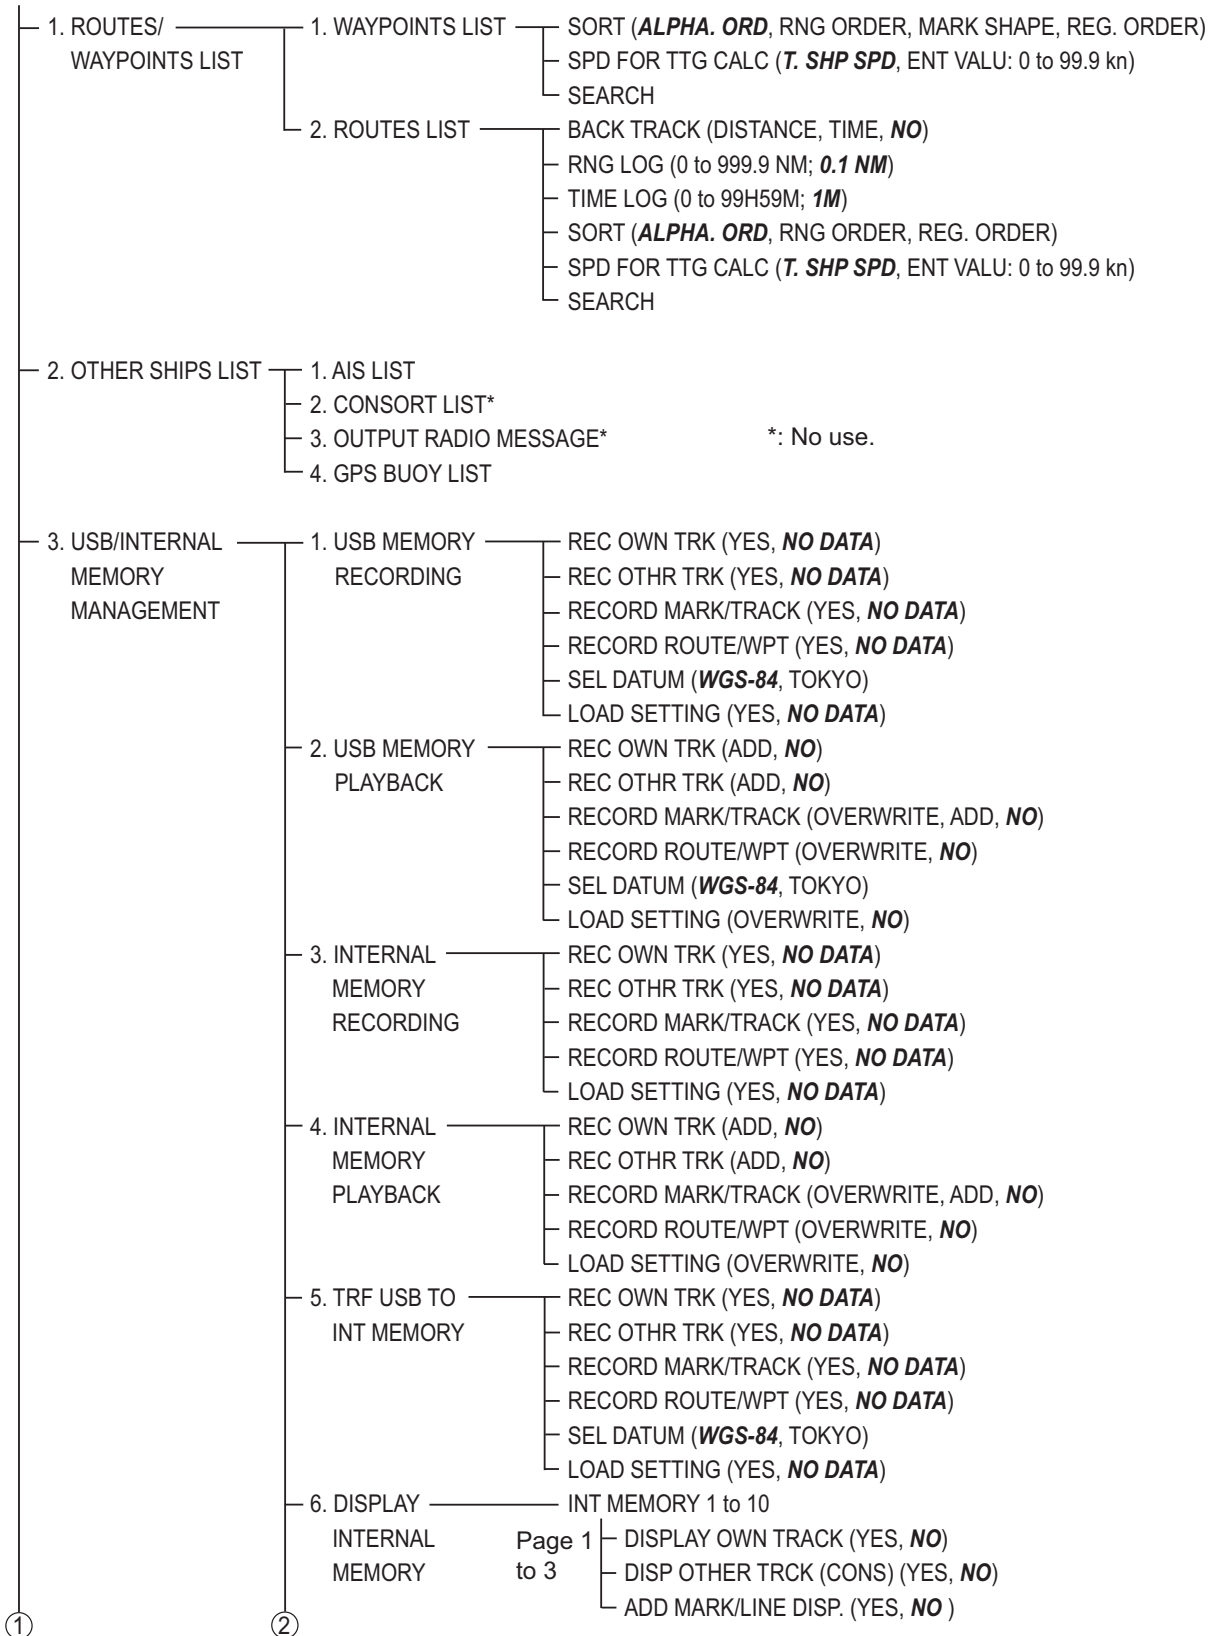 1. ROUTES/
WAYPOINTS LIST
1. WAYPOINTS LIST
SORT (ALPHA. ORD, RNG ORDER, MARK SHAPE, REG. ORDER)
SPD FOR TTG CALC (T. SHP SPD, ENT VALU: 0 to 99.9 kn)
SEARCH
2. ROUTES LIST
BACK TRACK (DISTANCE, TIME, NO)
RNG LOG (0 to 999.9 NM; 0.1 NM)
TIME LOG (0 to 99H59M; 1M)
SORT (ALPHA. ORD, RNG ORDER, REG. ORDER)
SPD FOR TTG CALC (T. SHP SPD, ENT VALU: 0 to 99.9 kn)
SEARCH
2. OTHER SHIPS LIST
1. AIS LIST
2. CONSORT LIST*
3. OUTPUT RADIO MESSAGE*
*: No use.
4. GPS BUOY LIST
3. USB/INTERNAL
MEMORY
MANAGEMENT
1. USB MEMORY
RECORDING
REC OWN TRK (YES, NO DATA)
REC OTHR TRK (YES, NO DATA)
RECORD MARK/TRACK (YES, NO DATA)
RECORD ROUTE/WPT (YES, NO DATA)
SEL DATUM (WGS-84, TOKYO)
LOAD SETTING (YES, NO DATA)
2. USB MEMORY
PLAYBACK
REC OWN TRK (ADD, NO)
REC OTHR TRK (ADD, NO)
RECORD MARK/TRACK (OVERWRITE, ADD, NO)
RECORD ROUTE/WPT (OVERWRITE, NO)
SEL DATUM (WGS-84, TOKYO)
LOAD SETTING (OVERWRITE, NO)
3. INTERNAL
MEMORY
RECORDING
REC OWN TRK (YES, NO DATA)
REC OTHR TRK (YES, NO DATA)
RECORD MARK/TRACK (YES, NO DATA)
RECORD ROUTE/WPT (YES, NO DATA)
LOAD SETTING (YES, NO DATA)
4. INTERNAL
MEMORY
PLAYBACK
REC OWN TRK (ADD, NO)
REC OTHR TRK (ADD, NO)
RECORD MARK/TRACK (OVERWRITE, ADD, NO)
RECORD ROUTE/WPT (OVERWRITE, NO)
LOAD SETTING (OVERWRITE, NO)
5. TRF USB TO
INT MEMORY
REC OWN TRK (YES, NO DATA)
REC OTHR TRK (YES, NO DATA)
RECORD MARK/TRACK (YES, NO DATA)
RECORD ROUTE/WPT (YES, NO DATA)
SEL DATUM (WGS-84, TOKYO)
LOAD SETTING (YES, NO DATA)
6. DISPLAY
INTERNAL
MEMORY
INT MEMORY 1 to 10
Page 1
to 3
DISPLAY OWN TRACK (YES, NO)
DISP OTHER TRCK (CONS) (YES, NO)
ADD MARK/LINE DISP. (YES, NO )
1
2